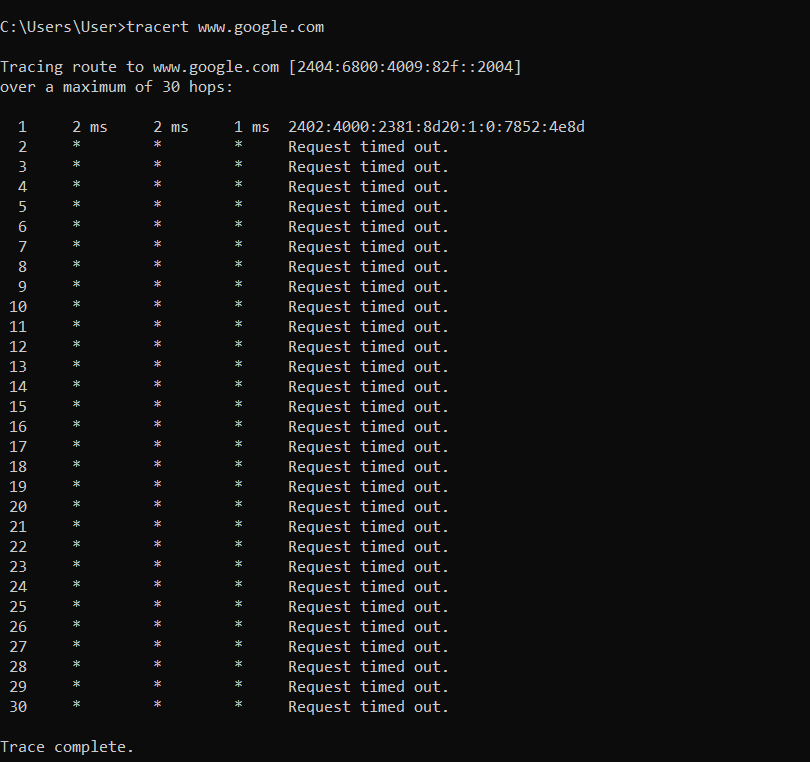 C:\Users\User>tracert www.google.com
Tracing route to www.google.com [2404:6800:4009:82f::2004]
over a maximum of 30 hops:
1 2 ms 2 ms 1 ms 2402:4000:2381:8d20:1:0:7852:4e8d
2 * * * Request timed out.
3 * * * Request timed out.
4 * * * Request timed out.
5 * * * Request timed out.
6 * * * Request timed out.
7 * * * Request timed out.
8 * * * Request timed out.
9 * * * Request timed out.
10 * * * Request timed out.
11 * * * Request timed out.
12 * * * Request timed out.
13 * * * Request timed out.
14 * * * Request timed out.
15 * * * Request timed out.
16 * * * Request timed out.
17 * * * Request timed out.
18 * * * Request timed out.
19 * * * Request timed out.
20 * * * Request timed out.
21 * * * Request timed out.
22 * * * Request timed out.
23 * * * Request timed out.
24 * * * Request timed out.
25 * * * Request timed out.
26 * * * Request timed out.
27 * * * Request timed out.
28 * * * Request timed out.
29 * * * Request timed out.
30 * * * Request timed out.
Trace complete.